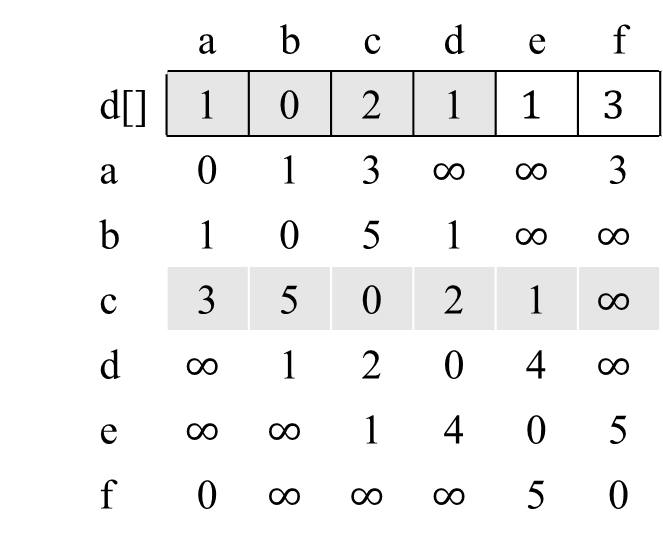 a b c d e f
d[] 1 0 2 1 1 3
a 0 1 3 ∞ ∞ 3
b 1 0 5 1 ∞ ∞
c 3 5 0 2 1 ∞
d ∞ 1 2 0 4 ∞
e ∞ ∞ 1 4 0 5
f 0 ∞ ∞ ∞ 5 0